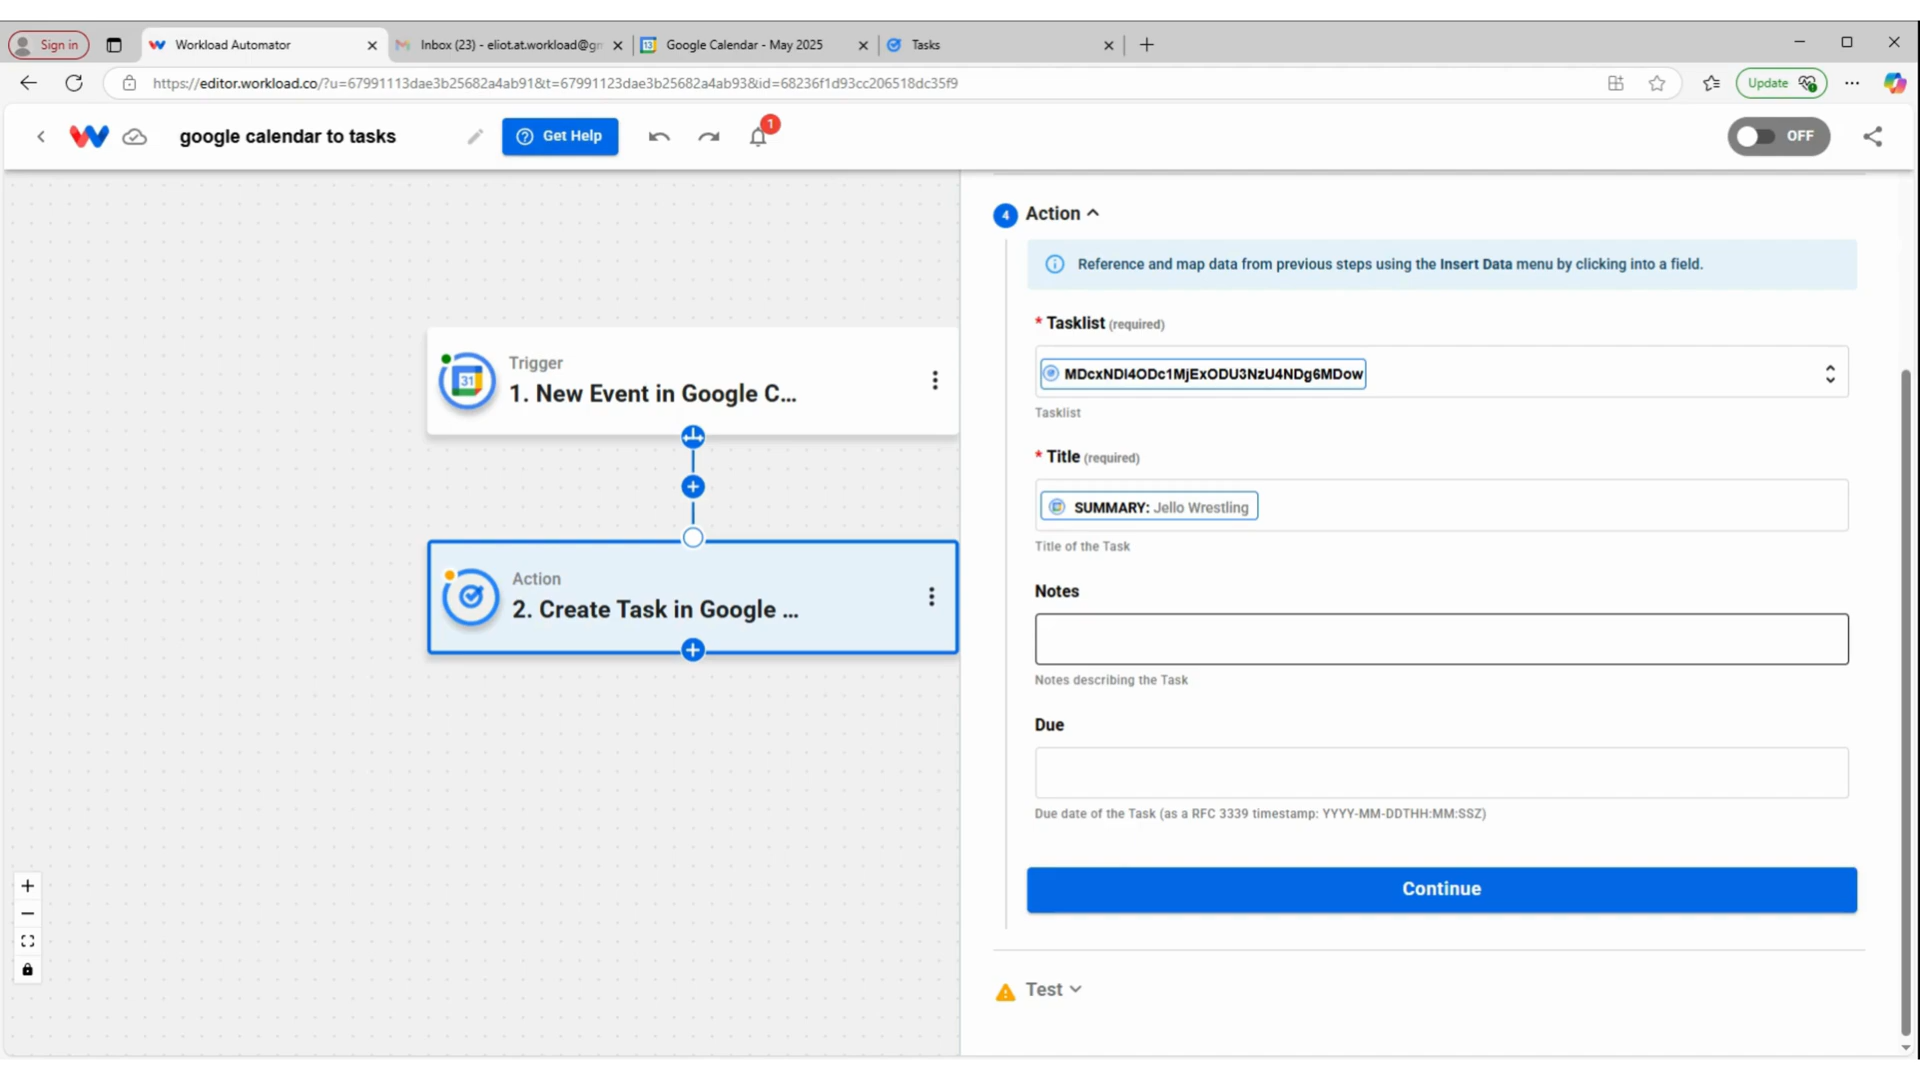 Sign in
Workload Automator
Inbox (23) - eliot.at.workload@gm
Google Calendar - May 2025
Tasks
https://editor.workload.co/?u=67991113dae3b25682a4ab91&t=67991123dae3b25682a4ab93&id=68236f1d93cc206518dc35f9
Update
google calendar to tasks
Get Help
1
OFF
4 Action
Reference and map data from previous steps using the Insert Data menu by clicking into a field.
* Tasklist (required)
MDcxNDI4ODc1MjExODU3NzU4NDg6MDow
Tasklist
* Title (required)
SUMMARY: Jello Wrestling
Title of the Task
Notes
Notes describing the Task
Due
Due date of the Task (as a RFC 3339 timestamp: YYYY-MM-DDTHH:MM:SSZ)
Continue
Test
Trigger
31
1. New Event in Google C...
Action
2. Create Task in Google ...